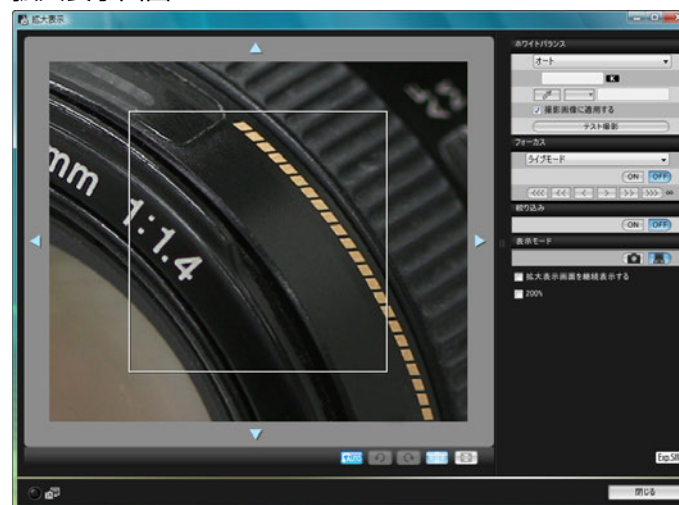 拡大表示
ホワイトバランス
オート
K
撮影画像に適用する
テスト撮影
フォーカス
ライブモード
ON OFF
<<< << < > >> >>> ∞
絞り込み
ON OFF
表示モード
拡大表示画面を継続表示する
200%
mm 1:1.4
AUTO
Exp.SIM
閉じる